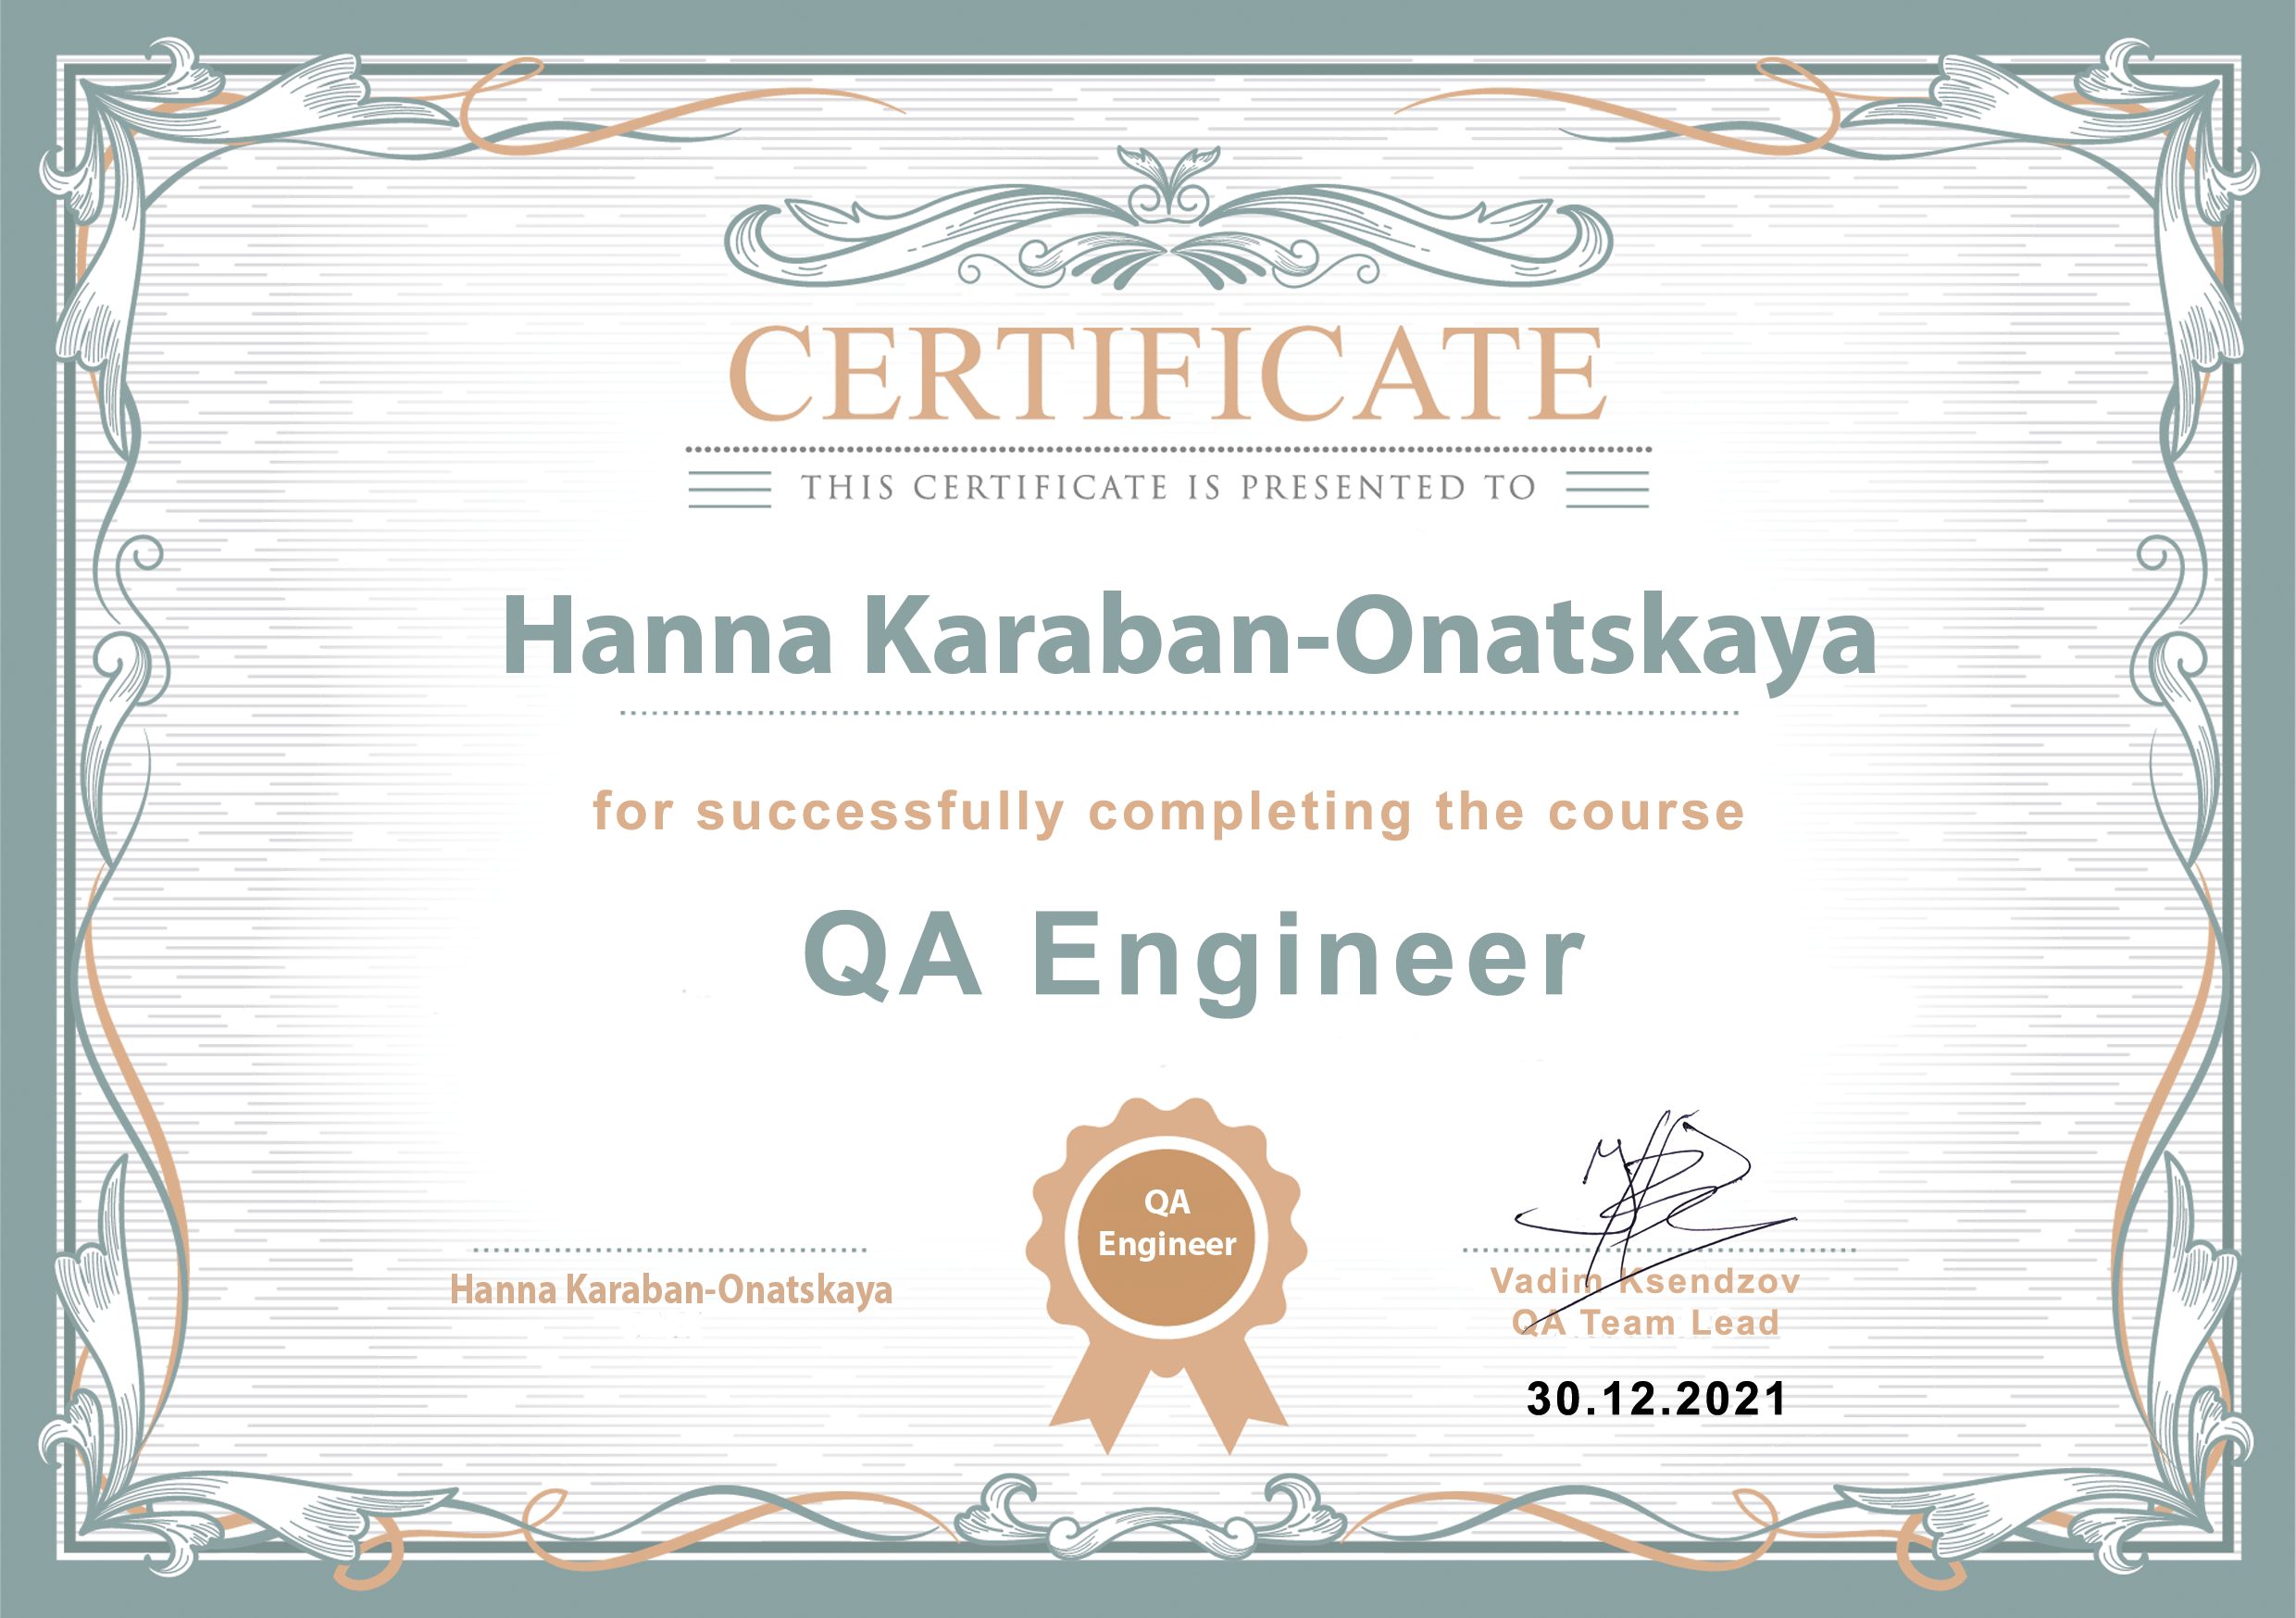 CERTIFICATE
THIS CERTIFICATE IS PRESENTED TO
Hanna Karaban-Onatskaya
for successfully completing the course
QA Engineer
QA
Engineer
Hanna Karaban-Onatskaya
Vadim Ksendzov
QA Team Lead
30.12.2021